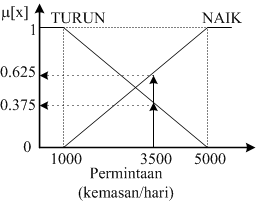 μ[x]
TURUN NAIK
1
0.625
0.375
0
1000 3500 5000
Permintaan
(kemasan/hari)